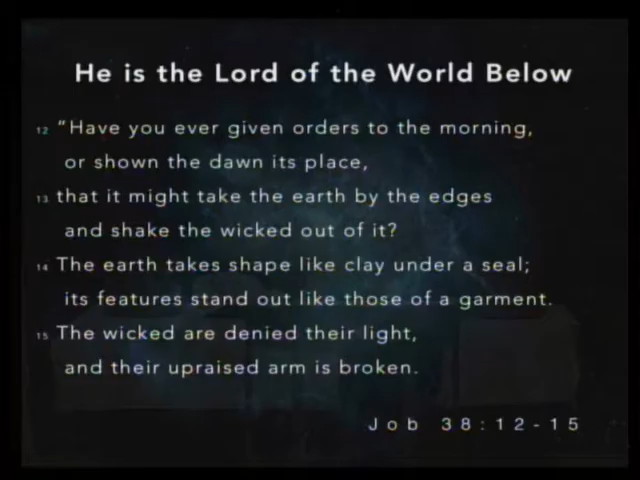 He is the Lord of the World Below
12 “Have you ever given orders to the morning,
or shown the dawn its place,
13 that it might take the earth by the edges
and shake the wicked out of it?
14 The earth takes shape like clay under a seal;
its features stand out like those of a garment.
15 The wicked are denied their light,
and their upraised arm is broken.
Job 38:12-15